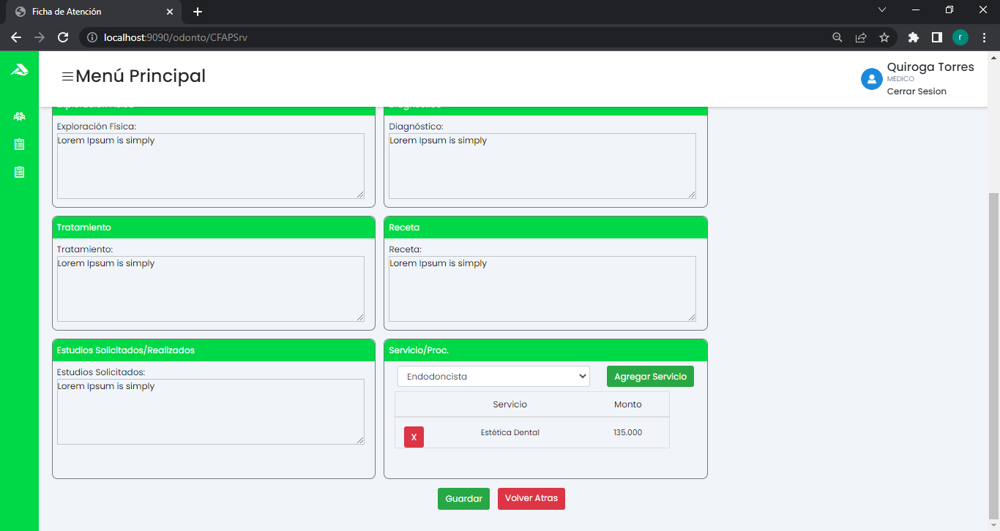 Ficha de Atención
localhost:9090/odonto/CFAPSrv
r
Menú Principal
Quiroga Torres
MEDICO
Cerrar Sesion
Exploración Física:
Lorem Ipsum is simply
Diagnóstico:
Lorem Ipsum is simply
Tratamiento
Tratamiento:
Lorem Ipsum is simply
Receta
Receta:
Lorem Ipsum is simply
Estudios Solicitados/Realizados
Estudios Solicitados:
Lorem Ipsum is simply
Servicio/Proc.
Endodoncista
Agregar Servicio
Servicio Monto
X Estética Dental 135.000
Guardar
Volver Atras